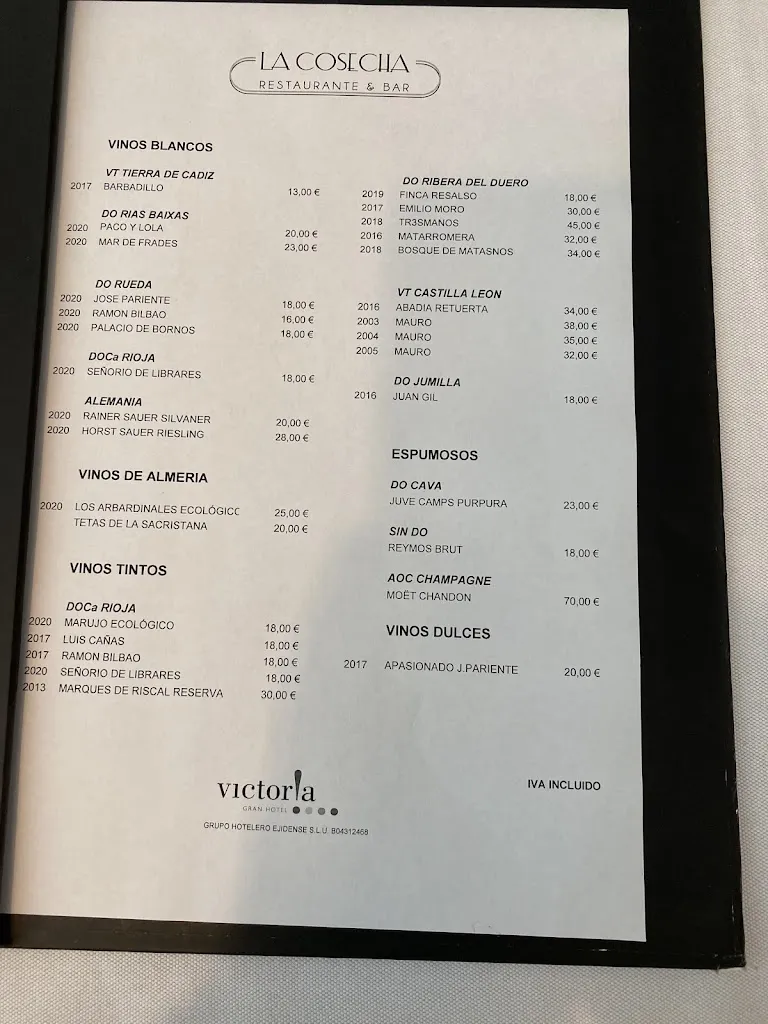 LA COSECHA
RESTAURANTE & BAR
VINOS BLANCOS
VT TIERRA DE CADIZ
2017 BARBADILLO 13,00 €
DO RIAS BAIXAS
2020 PACO Y LOLA 20,00 €
2020 MAR DE FRADES 23,00 €
DO RUEDA
2020 JOSE PARIENTE 18,00 €
2020 RAMON BILBAO 16,00 €
2020 PALACIO DE BORNOS 18,00 €
DOCa RIOJA
2020 SEÑORIO DE LIBRARES 18,00 €
ALEMANIA
2020 RAINER SAUER SILVANER 20,00 €
2020 HORST SAUER RIESLING 28,00 €
VINOS DE ALMERIA
2020 LOS ARBARDINALES ECOLÓGICO 25,00 €
TETAS DE LA SACRISTANA 20,00 €
VINOS TINTOS
DOCa RIOJA
2020 MARUJO ECOLÓGICO 18,00 €
2017 LUIS CAÑAS 18,00 €
2017 RAMON BILBAO 18,00 €
2020 SEÑORIO DE LIBRARES 18,00 €
2013 MARQUES DE RISCAL RESERVA 30,00 €
DO RIBERA DEL DUERO
2019 FINCA RESALSO 18,00 €
2017 EMILIO MORO 30,00 €
2018 TR3SMANOS 45,00 €
2016 MATARROMERA 32,00 €
2018 BOSQUE DE MATASNOS 34,00 €
VT CASTILLA LEON
2016 ABADIA RETUERTA 34,00 €
2003 MAURO 38,00 €
2004 MAURO 35,00 €
2005 MAURO 32,00 €
DO JUMILLA
2016 JUAN GIL 18,00 €
ESPUMOSOS
DO CAVA
JUVE CAMPS PURPURA 23,00 €
SIN DO
REYMOS BRUT 18,00 €
AOC CHAMPAGNE
MOËT CHANDON 70,00 €
VINOS DULCES
2017 APASIONADO J.PARIENTE 20,00 €
IVA INCLUIDO
victoria
GRAN HOTEL
GRUPO HOTELERO EJIDENSE S.L.U. B04312468